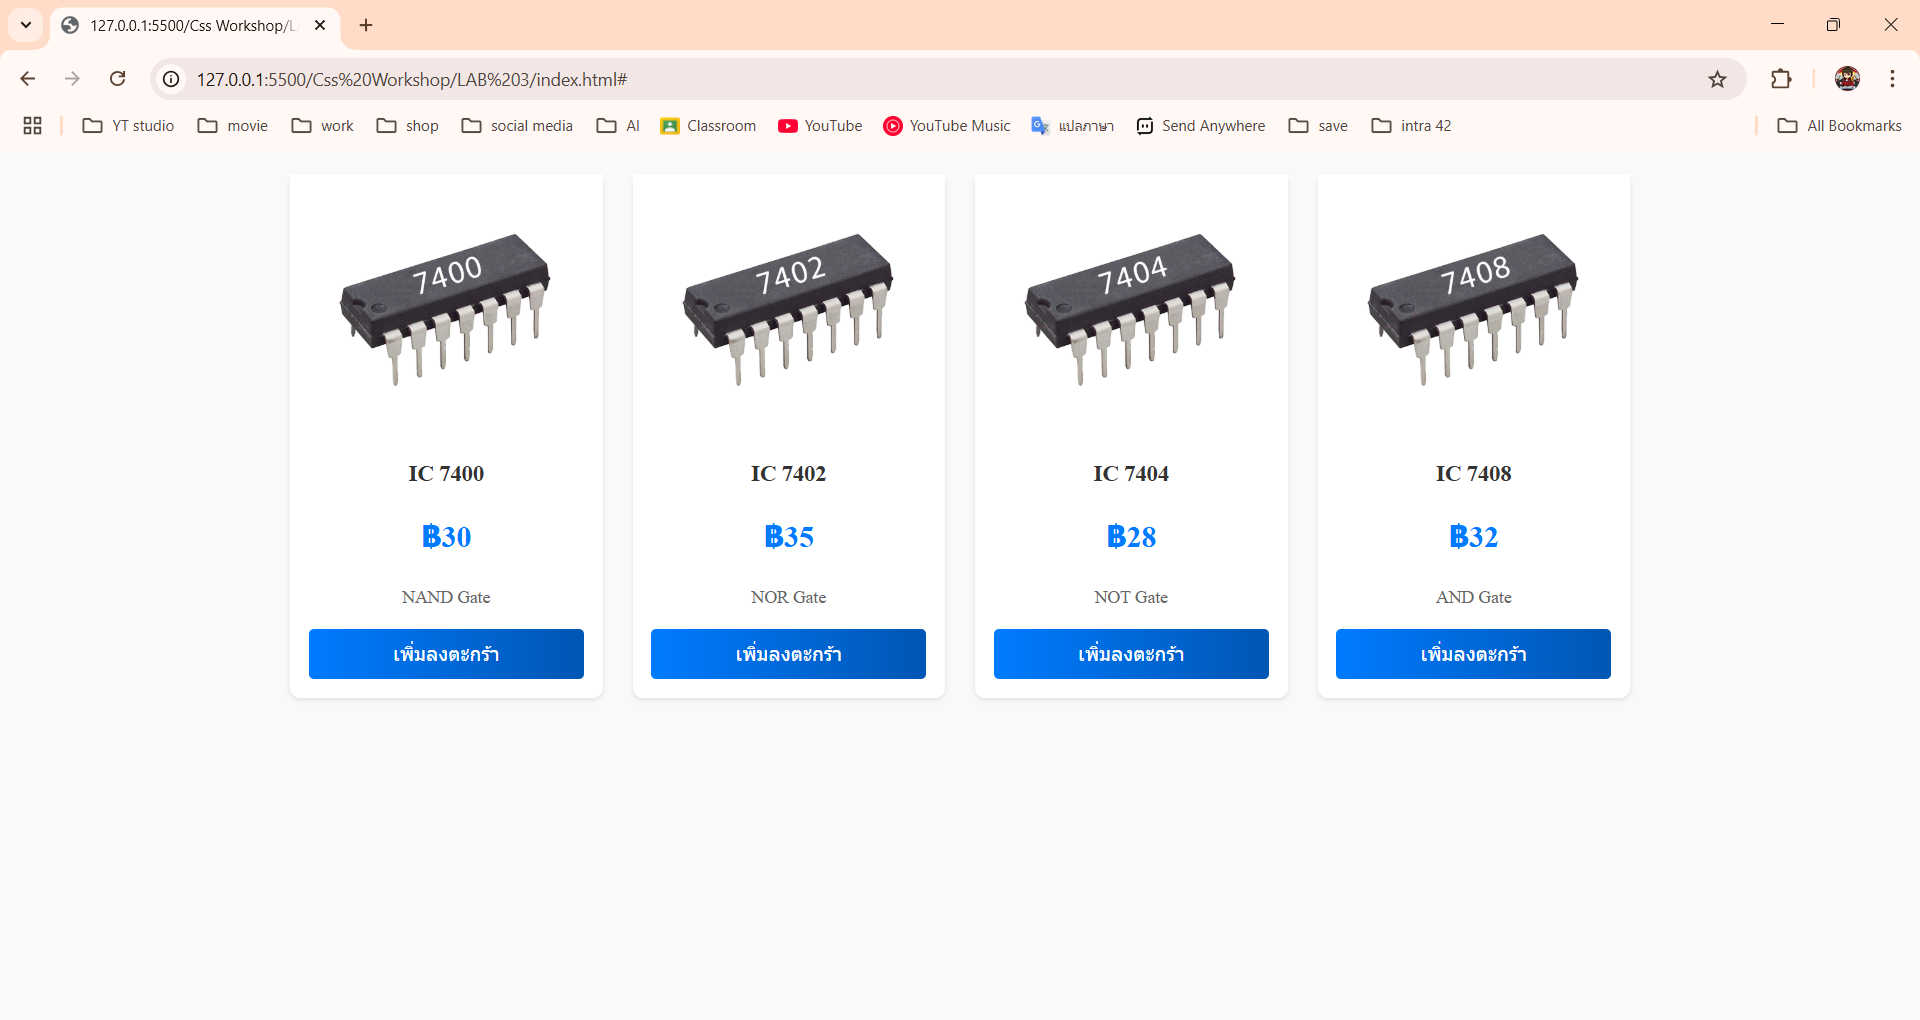 127.0.0.1:5500/Css Workshop/L
127.0.0.1:5500/Css%20Workshop/LAB%203/index.html#
YT studio movie work shop social media AI Classroom YouTube YouTube Music แปลภาษา Send Anywhere save intra 42 All Bookmarks
7400 7402 7404 7408
IC 7400 IC 7402 IC 7404 IC 7408
฿30 ฿35 ฿28 ฿32
NAND Gate NOR Gate NOT Gate AND Gate
เพิ่มลงตะกร้า เพิ่มลงตะกร้า เพิ่มลงตะกร้า เพิ่มลงตะกร้า